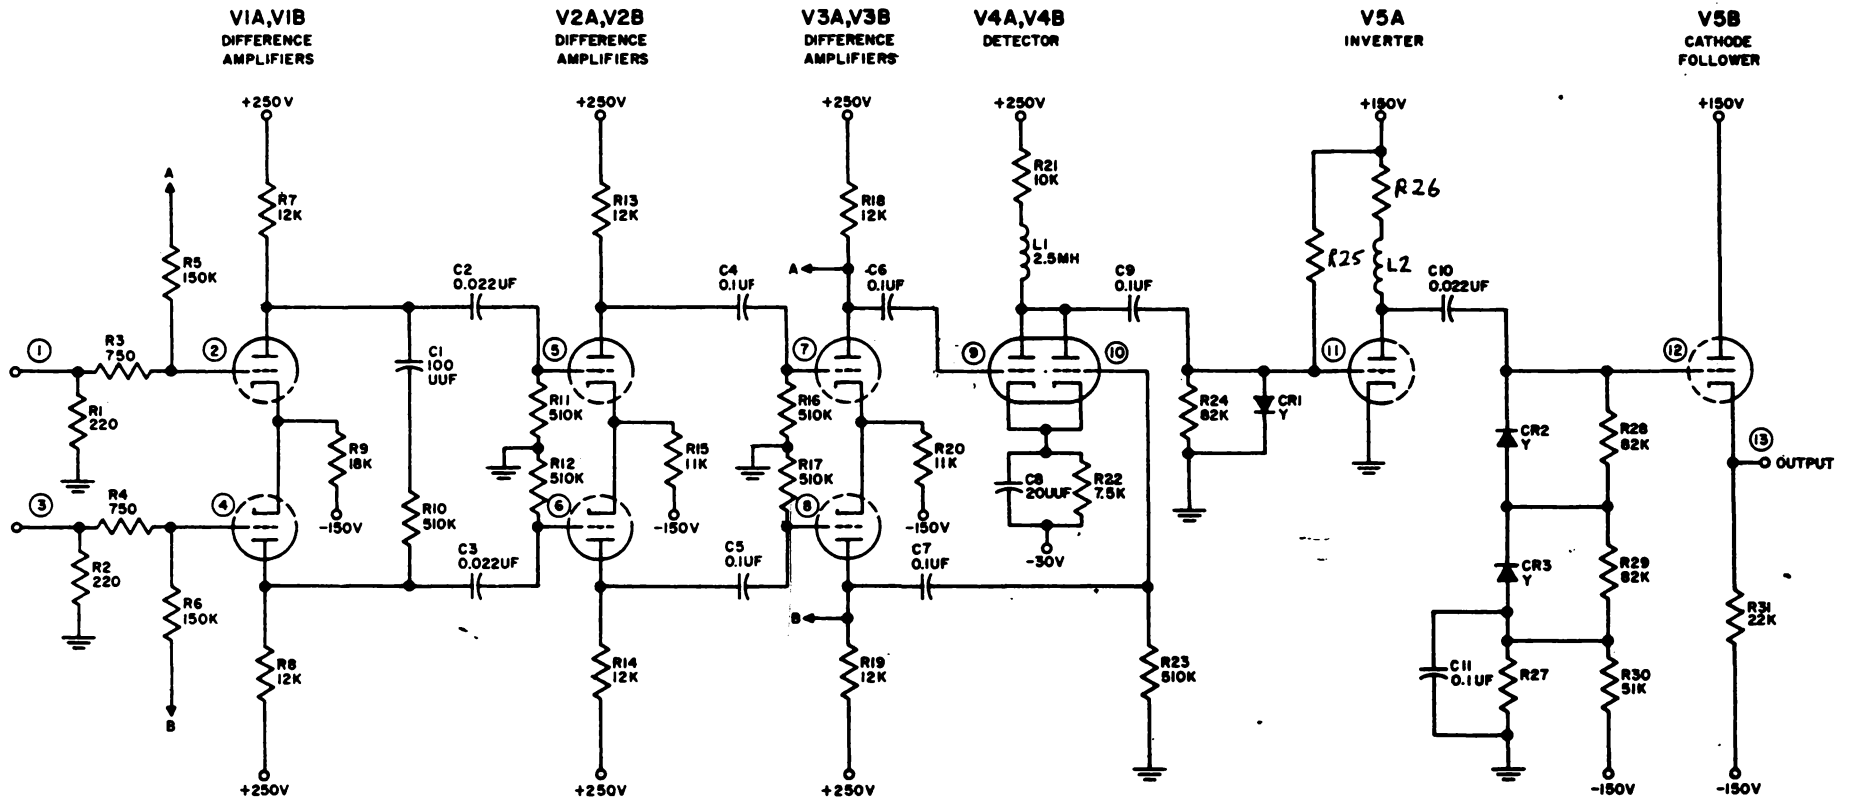 V1A,V1B
DIFFERENCE
AMPLIFIERS
V2A,V2B
DIFFERENCE
AMPLIFIERS
V3A,V3B
DIFFERENCE
AMPLIFIERS
V4A,V4B
DETECTOR
V5A
INVERTER
V5B
CATHODE
FOLLOWER
+250V
+250V
+250V
+250V
+150V
+150V
A
R5
150K
R7
12K
R13
12K
R18
12K
R21
10K
R26
L1
2.5MH
R25
L2
A
C2
0.022UF
C4
0.1UF
C6
0.1UF
C9
0.1UF
C10
0.022UF
1
R3
750
2
C1
100
UUF
5
7
9
10
11
12
R1
220
R9
18K
R11
510K
R15
11K
R16
510K
R20
11K
R24
82K
CR1
Y
CR2
Y
R28
82K
13
OUTPUT
R12
510K
R17
510K
C8
20UUF
R22
7.5K
3
R4
750
4
-150V
R10
510K
6
-150V
8
-150V
-30V
R2
220
C3
0.022UF
C5
0.1UF
C7
0.1UF
CR3
Y
R29
82K
R6
150K
B
R31
22K
R8
12K
R14
12K
R19
12K
R23
510K
C11
0.1UF
R27
R30
51K
B
+250V
+250V
+250V
-150V
-150V